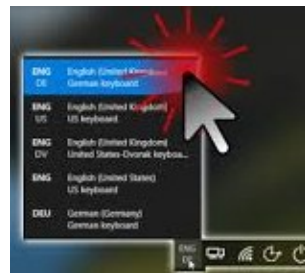 ENG English (United Kingdom)
DE German keyboard
ENG English (United Kingdom)
US US keyboard
ENG English (United Kingdom)
DV United States-Dvorak keyboa...
ENG English (United States)
US keyboard
DEU German (Germany)
German keyboard
ENG
DE